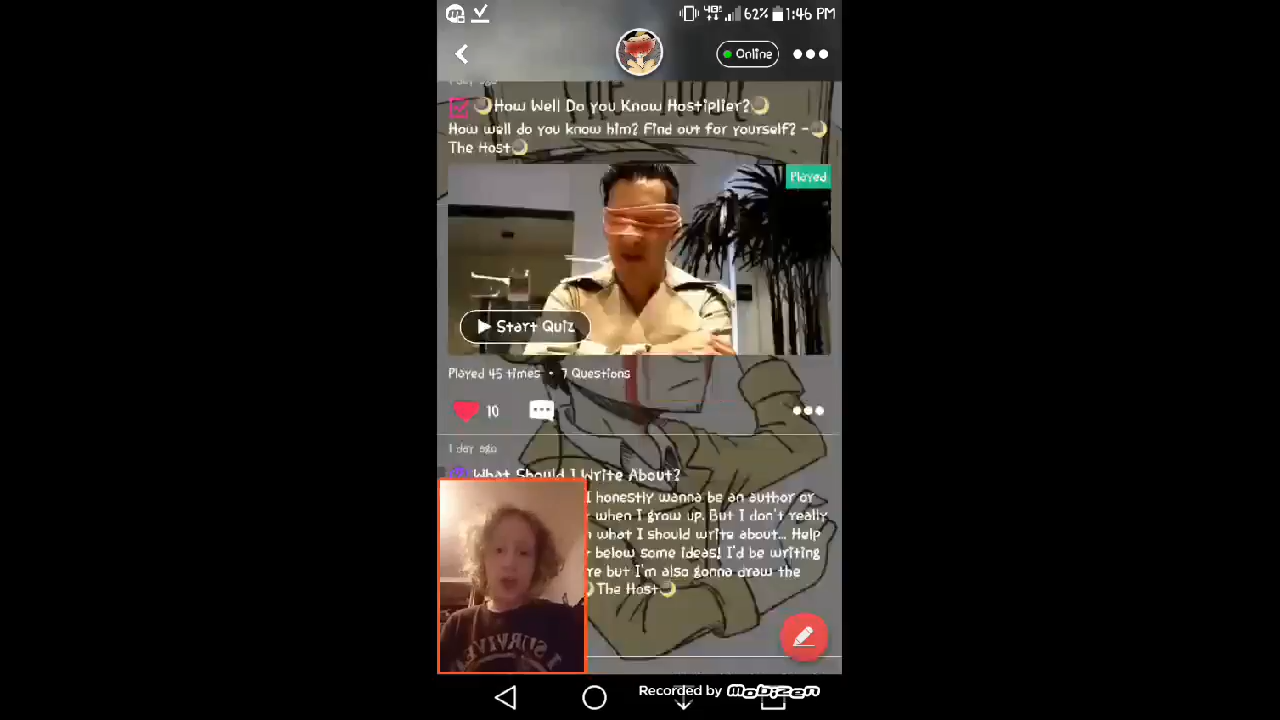 62% 1:46 PM
Online
ago
How Well Do you Know Hostiplier?
How well do you know him? Find out for yourself? -
The Host
Played
Start Quiz
Played 45 times • 7 Questions
10
1 day ago
What Should I Write About?
I honestly wanna be an author or
when I grow up. But I don't really
what I should write about... Help
below some ideas! I'd be writing
re but I'm also gonna draw the
The Host
I SURVIVE
Recorded by mobizen